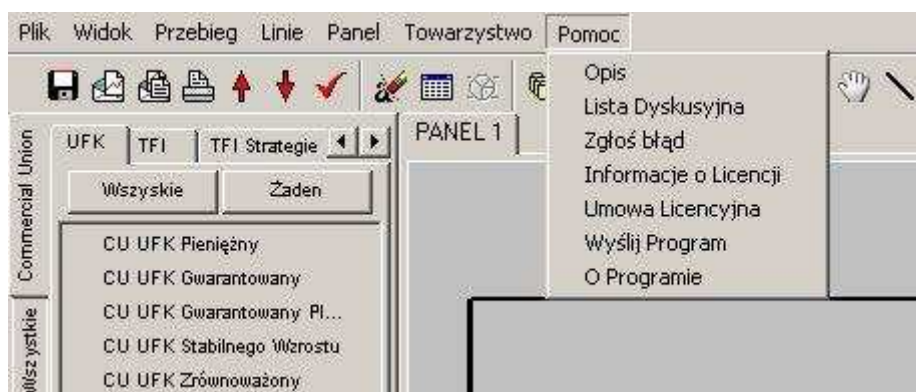 Plik Widok Przebieg Linie Panel Towarzystwo Pomoc
Opis
Lista Dyskusyjna
Zgłoś błąd
Informacje o Licencji
Umowa Licencyjna
Wyślij Program
O Programie
UFK TFI TFI Strategie
PANEL 1
Wszyskie Żaden
Commercial Union
Wszystkie
CU UFK Pieniężny
CU UFK Gwarantowany
CU UFK Gwarantowany Pl...
CU UFK Stabilnego Wzrostu
CU UFK Zrównoważony